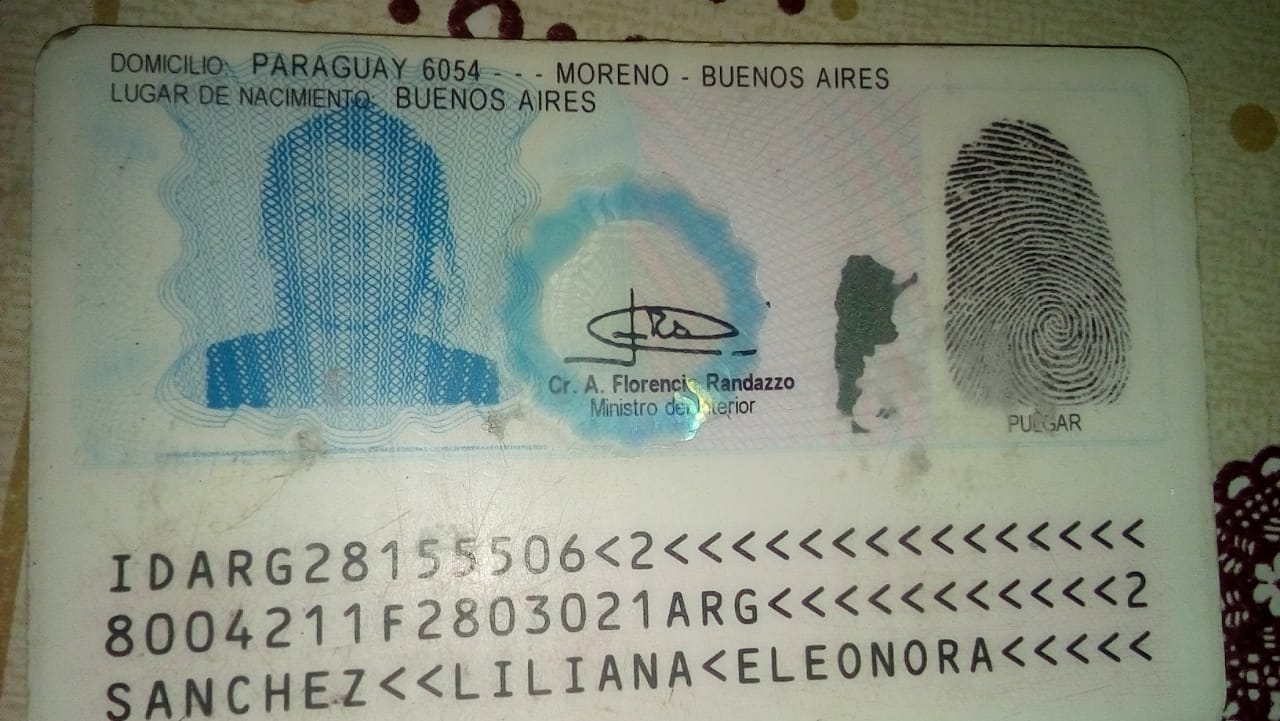 DOMICILIO: PARAGUAY 6054 - - - MORENO - BUENOS AIRES
LUGAR DE NACIMIENTO: BUENOS AIRES
Cr. A. Florencio Randazzo
Ministro del Interior
PULGAR
IDARG28155506<2<<<<<<<<<<<<<<<
8004211F2803021ARG<<<<<<<<<<<2
SANCHEZ<<LILIANA<ELEONORA<<<<<